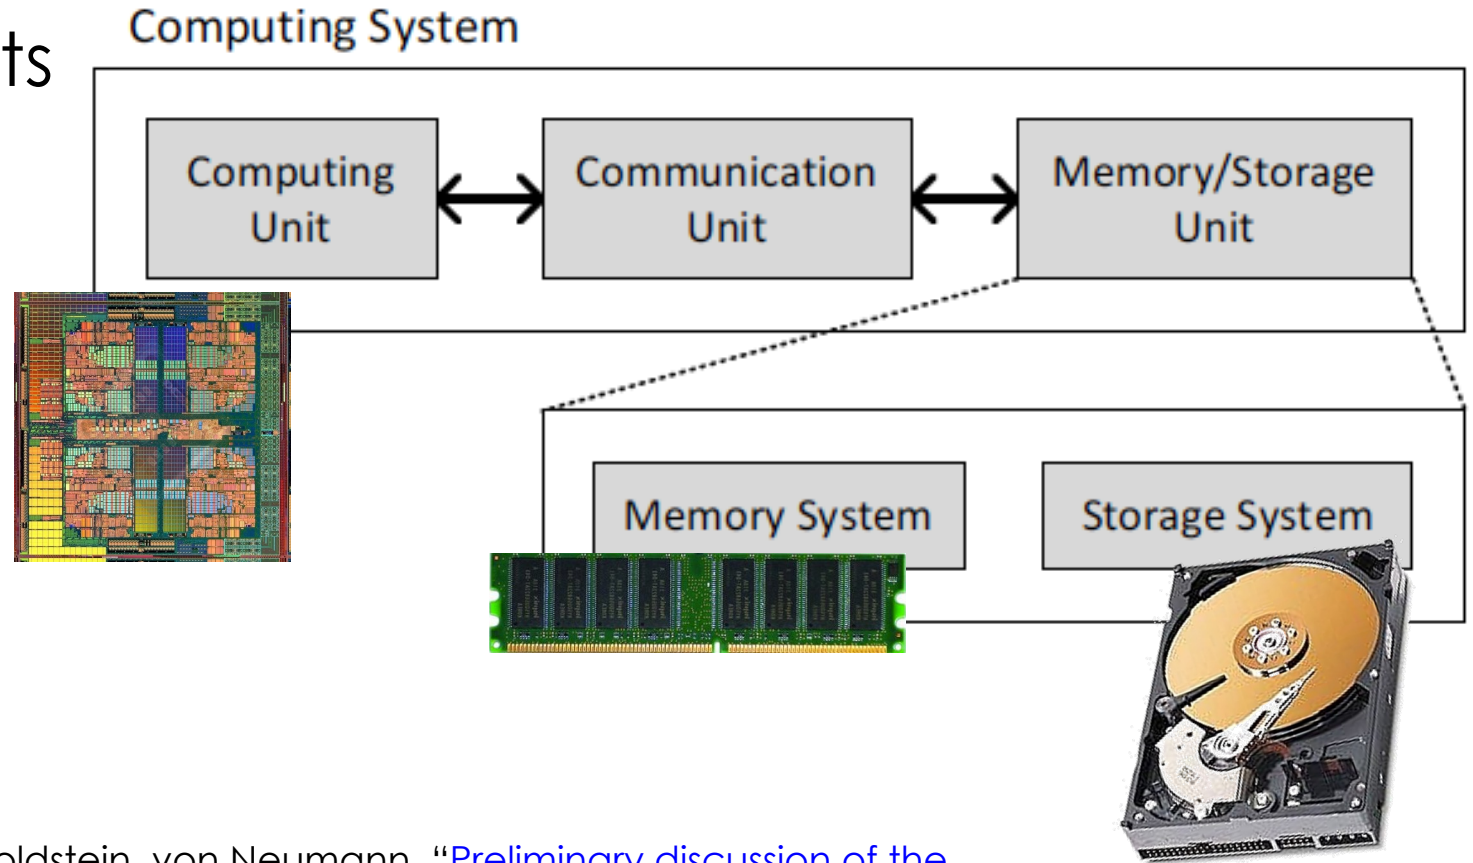 Computing System
ts
Computing
Unit
Communication
Unit
Memory/Storage
Unit
Memory System
Storage System
oldstein, von Neumann, “Preliminary discussion of the